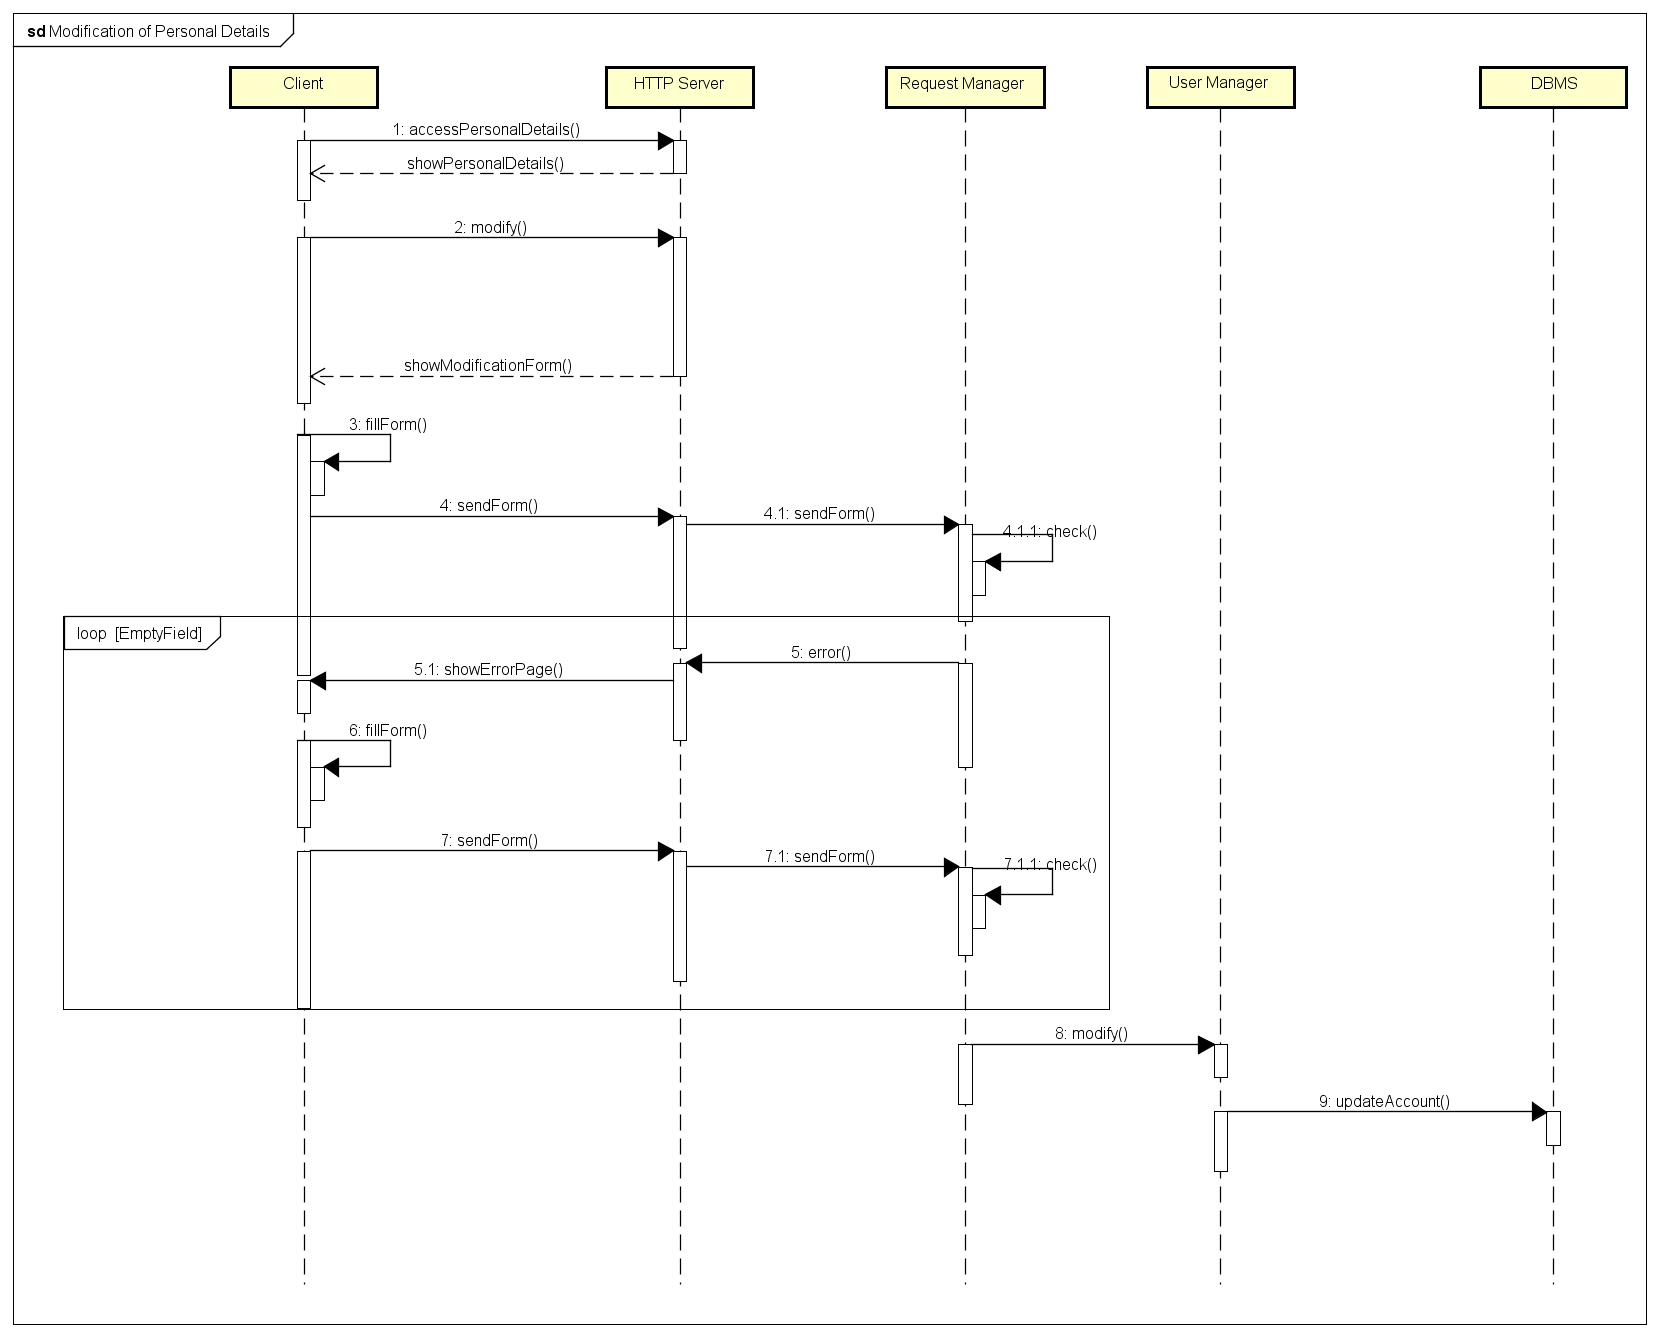 sd Modification of Personal Details
Client
HTTP Server
Request Manager
User Manager
DBMS
1: accessPersonalDetails()
showPersonalDetails()
2: modify()
showModificationForm()
3: fillForm()
4: sendForm()
4.1: sendForm()
4.1.1: check()
loop [EmptyField]
5: error()
5.1: showErrorPage()
6: fillForm()
7: sendForm()
7.1: sendForm()
7.1.1: check()
8: modify()
9: updateAccount()